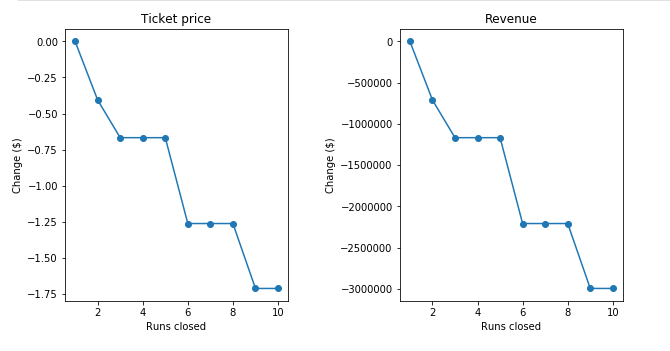 Ticket price
Change ($)
0.00
−0.25
−0.50
−0.75
−1.00
−1.25
−1.50
−1.75
2 4 6 8 10
Runs closed
Revenue
Change ($)
0
−500000
−1000000
−1500000
−2000000
−2500000
−3000000
2 4 6 8 10
Runs closed